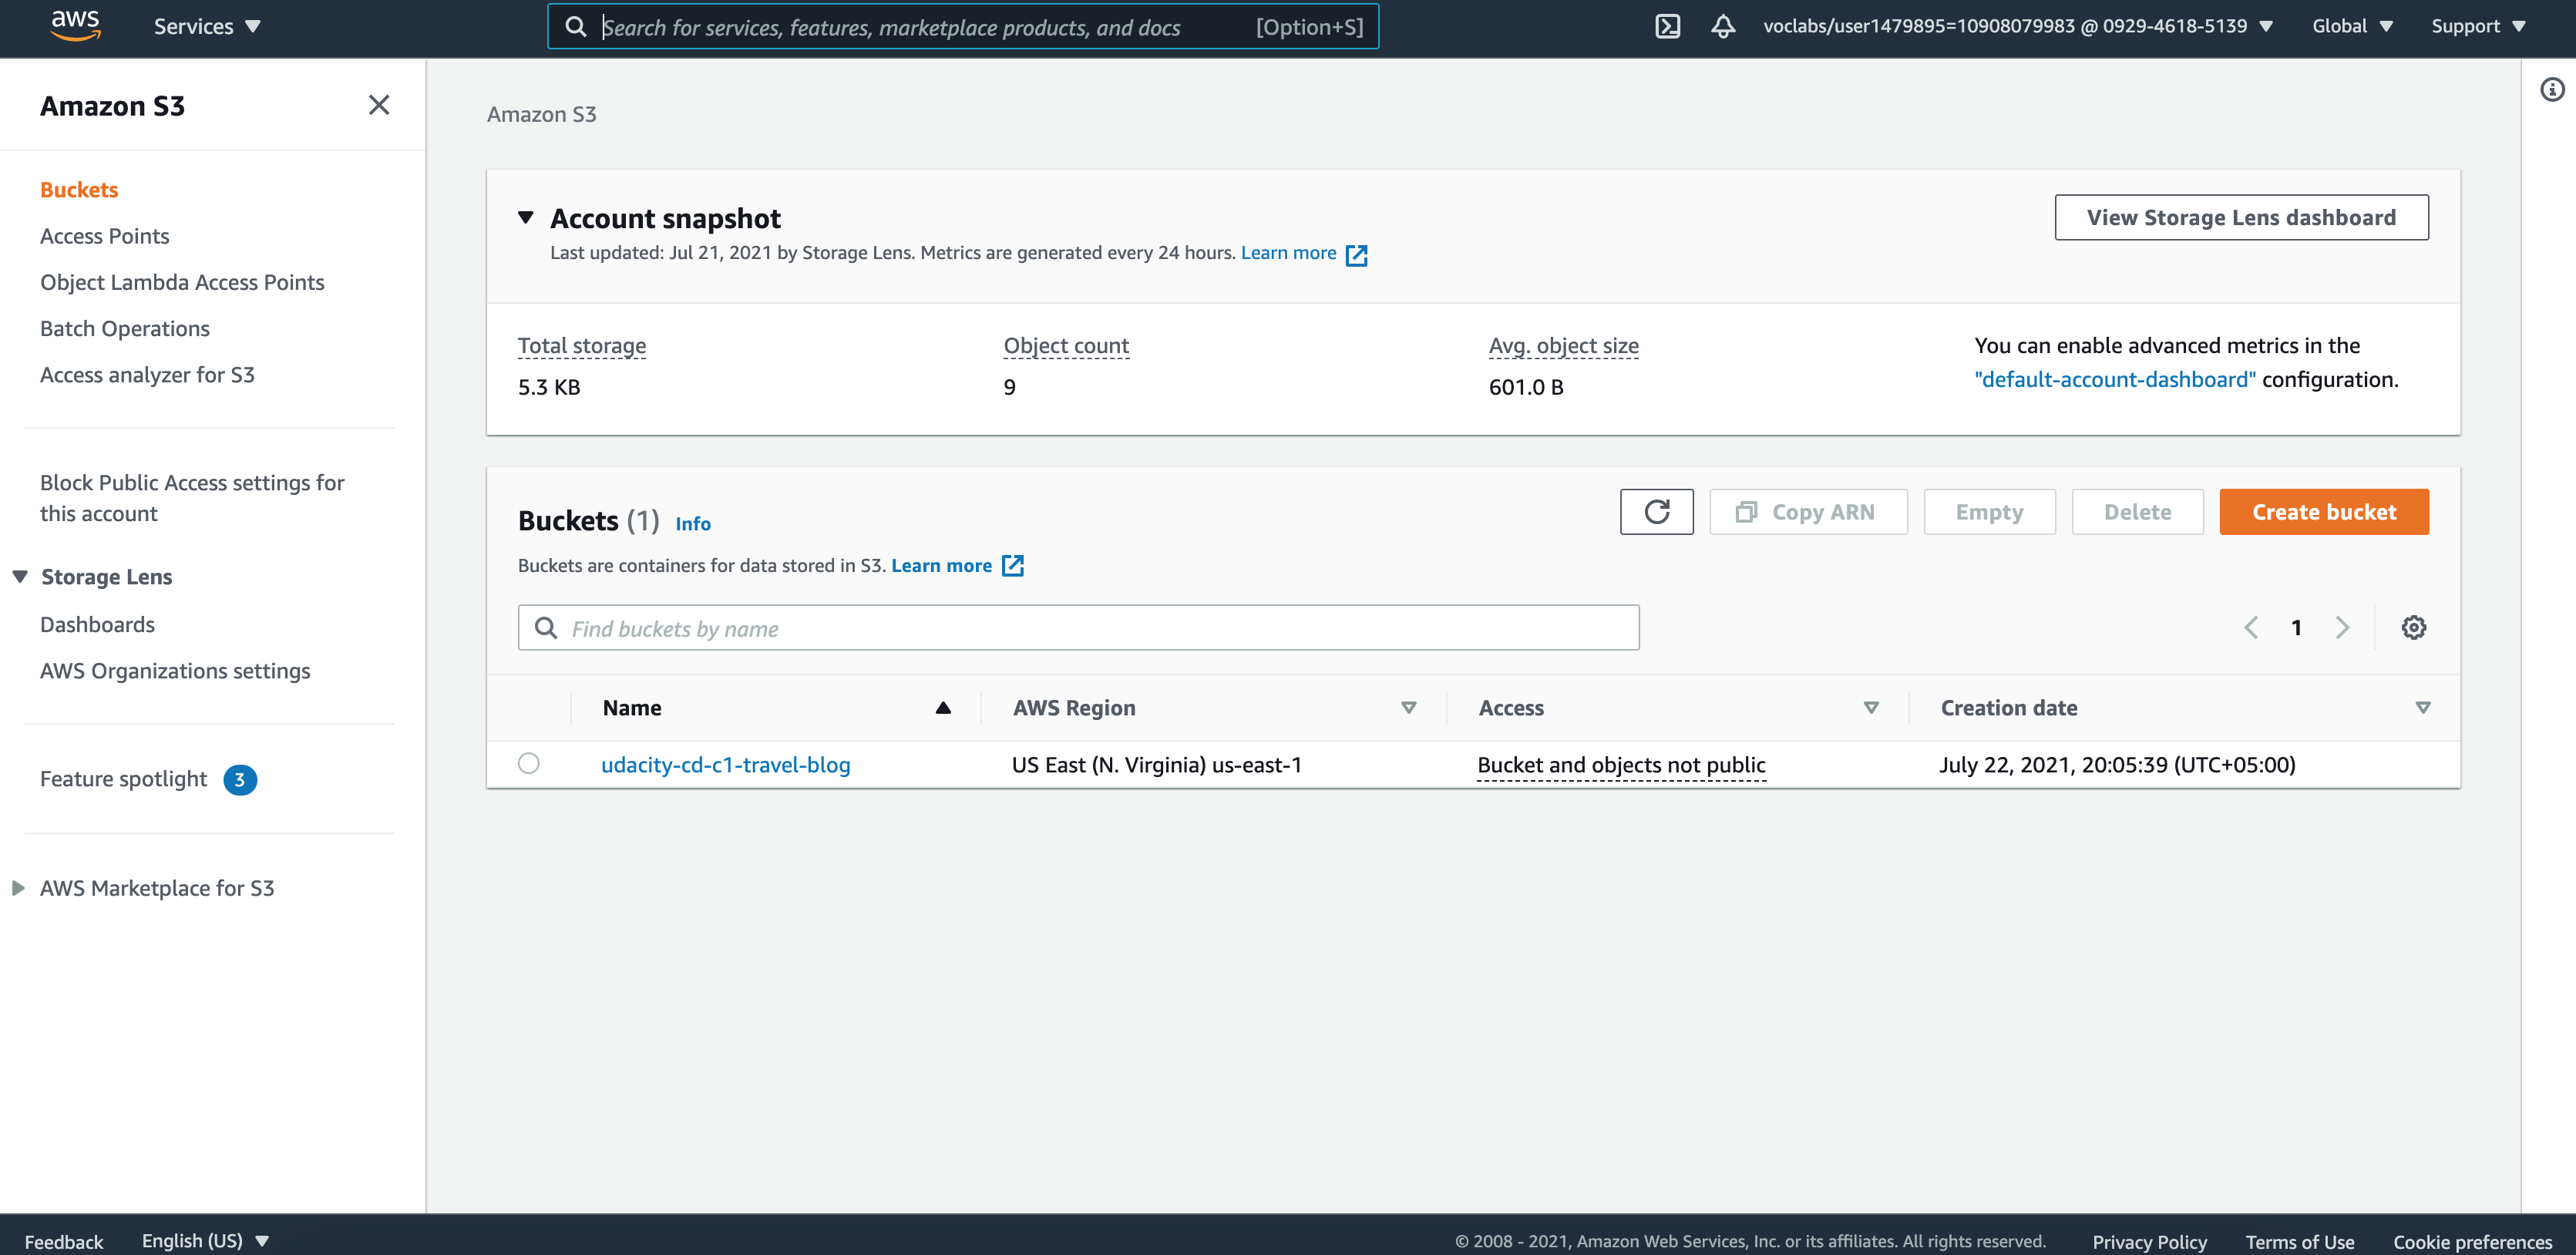 aws
Services
Search for services, features, marketplace products, and docs [Option+S]
voclabs/user1479895=10908079983 @ 0929-4618-5139
Global
Support
Amazon S3
Buckets
Access Points
Object Lambda Access Points
Batch Operations
Access analyzer for S3
Block Public Access settings for
this account
Storage Lens
Dashboards
AWS Organizations settings
Feature spotlight 3
AWS Marketplace for S3
Amazon S3
Account snapshot
View Storage Lens dashboard
Last updated: Jul 21, 2021 by Storage Lens. Metrics are generated every 24 hours. Learn more
Total storage
5.3 KB
Object count
9
Avg. object size
601.0 B
You can enable advanced metrics in the
"default-account-dashboard" configuration.
Buckets (1) Info
Copy ARN
Empty
Delete
Create bucket
Buckets are containers for data stored in S3. Learn more
Find buckets by name
1
Name AWS Region Access Creation date
udacity-cd-c1-travel-blog US East (N. Virginia) us-east-1 Bucket and objects not public July 22, 2021, 20:05:39 (UTC+05:00)
Feedback English (US) © 2008 - 2021, Amazon Web Services, Inc. or its affiliates. All rights reserved. Privacy Policy Terms of Use Cookie preferences